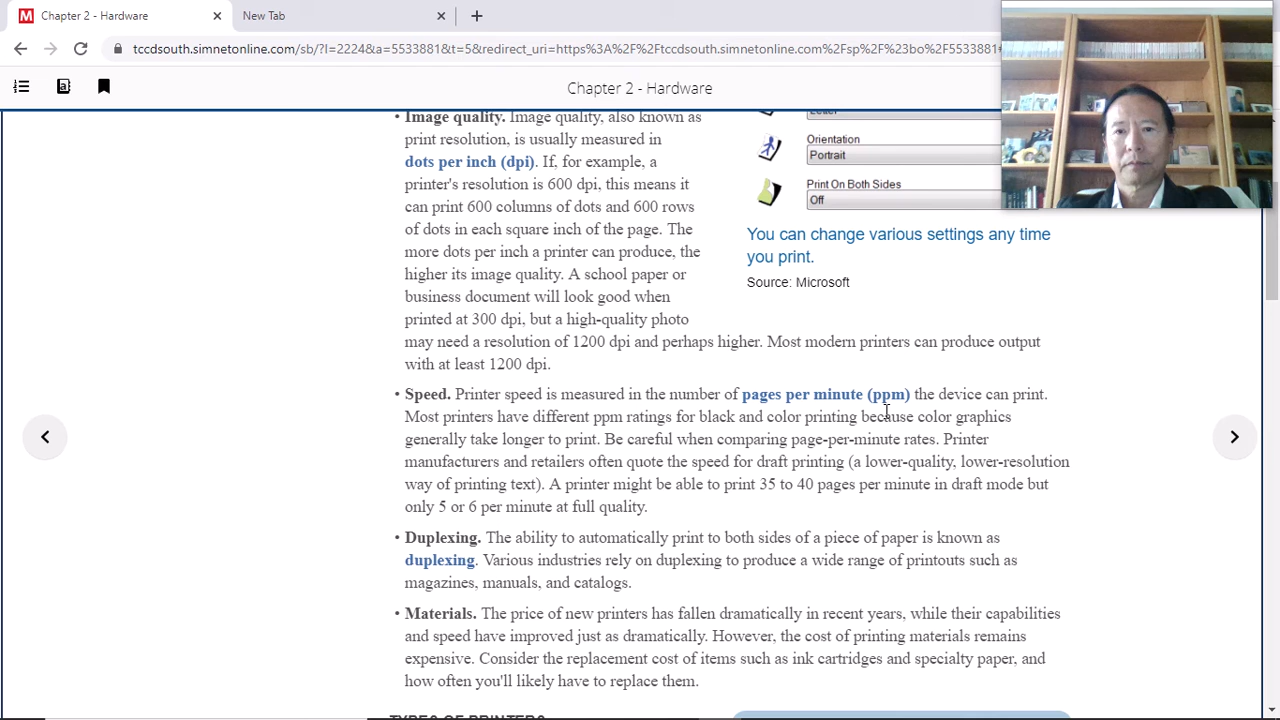 Chapter 2 - Hardware
New Tab
tccdsouth.simnetonline.com/sb/?l=2224&a=5533881&t=5&redirect_uri=https%3A%2F%2Ftccdsouth.simnetonline.com%2Fsp%2F%23bo%2F5533881
Chapter 2 - Hardware
• Image quality. Image quality, also known as
print resolution, is usually measured in
dots per inch (dpi). If, for example, a
printer's resolution is 600 dpi, this means it
can print 600 columns of dots and 600 rows
of dots in each square inch of the page. The
more dots per inch a printer can produce, the
higher its image quality. A school paper or
business document will look good when
printed at 300 dpi, but a high-quality photo
may need a resolution of 1200 dpi and perhaps higher. Most modern printers can produce output
with at least 1200 dpi.
Letter
Orientation
Portrait
Print On Both Sides
Off
You can change various settings any time
you print.
Source: Microsoft
• Speed. Printer speed is measured in the number of pages per minute (ppm) the device can print.
Most printers have different ppm ratings for black and color printing because color graphics
generally take longer to print. Be careful when comparing page-per-minute rates. Printer
manufacturers and retailers often quote the speed for draft printing (a lower-quality, lower-resolution
way of printing text). A printer might be able to print 35 to 40 pages per minute in draft mode but
only 5 or 6 per minute at full quality.
• Duplexing. The ability to automatically print to both sides of a piece of paper is known as
duplexing. Various industries rely on duplexing to produce a wide range of printouts such as
magazines, manuals, and catalogs.
• Materials. The price of new printers has fallen dramatically in recent years, while their capabilities
and speed have improved just as dramatically. However, the cost of printing materials remains
expensive. Consider the replacement cost of items such as ink cartridges and specialty paper, and
how often you'll likely have to replace them.
TYPES OF PRINTERS